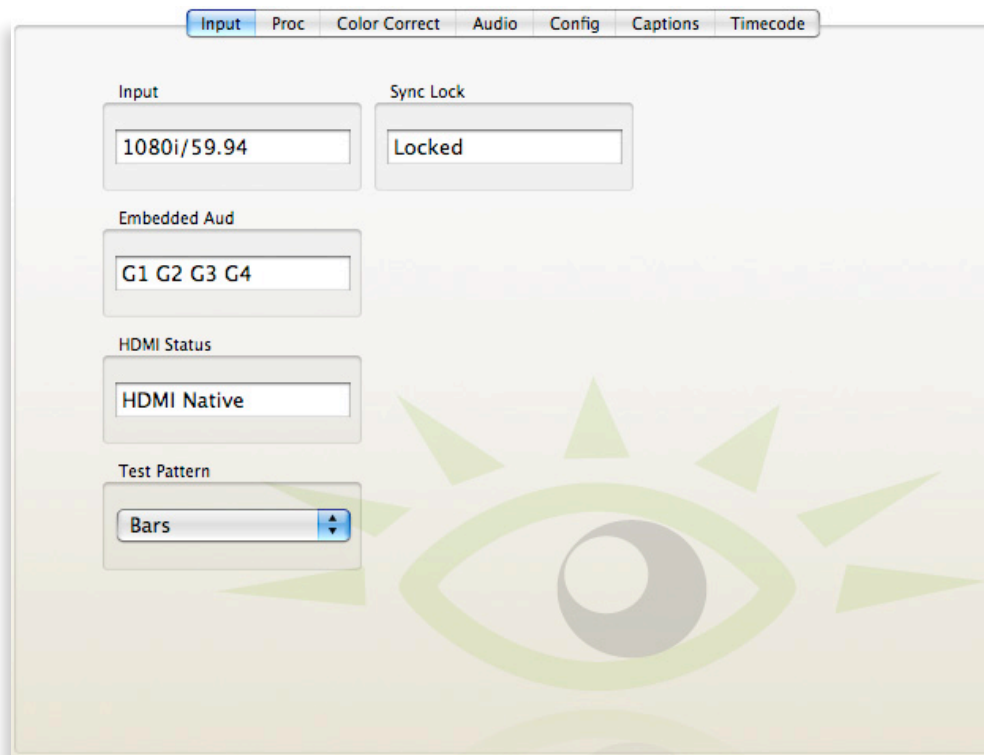 Input Proc Color Correct Audio Config Captions Timecode
Input Sync Lock
1080i/59.94 Locked
Embedded Aud
G1 G2 G3 G4
HDMI Status
HDMI Native
Test Pattern
Bars